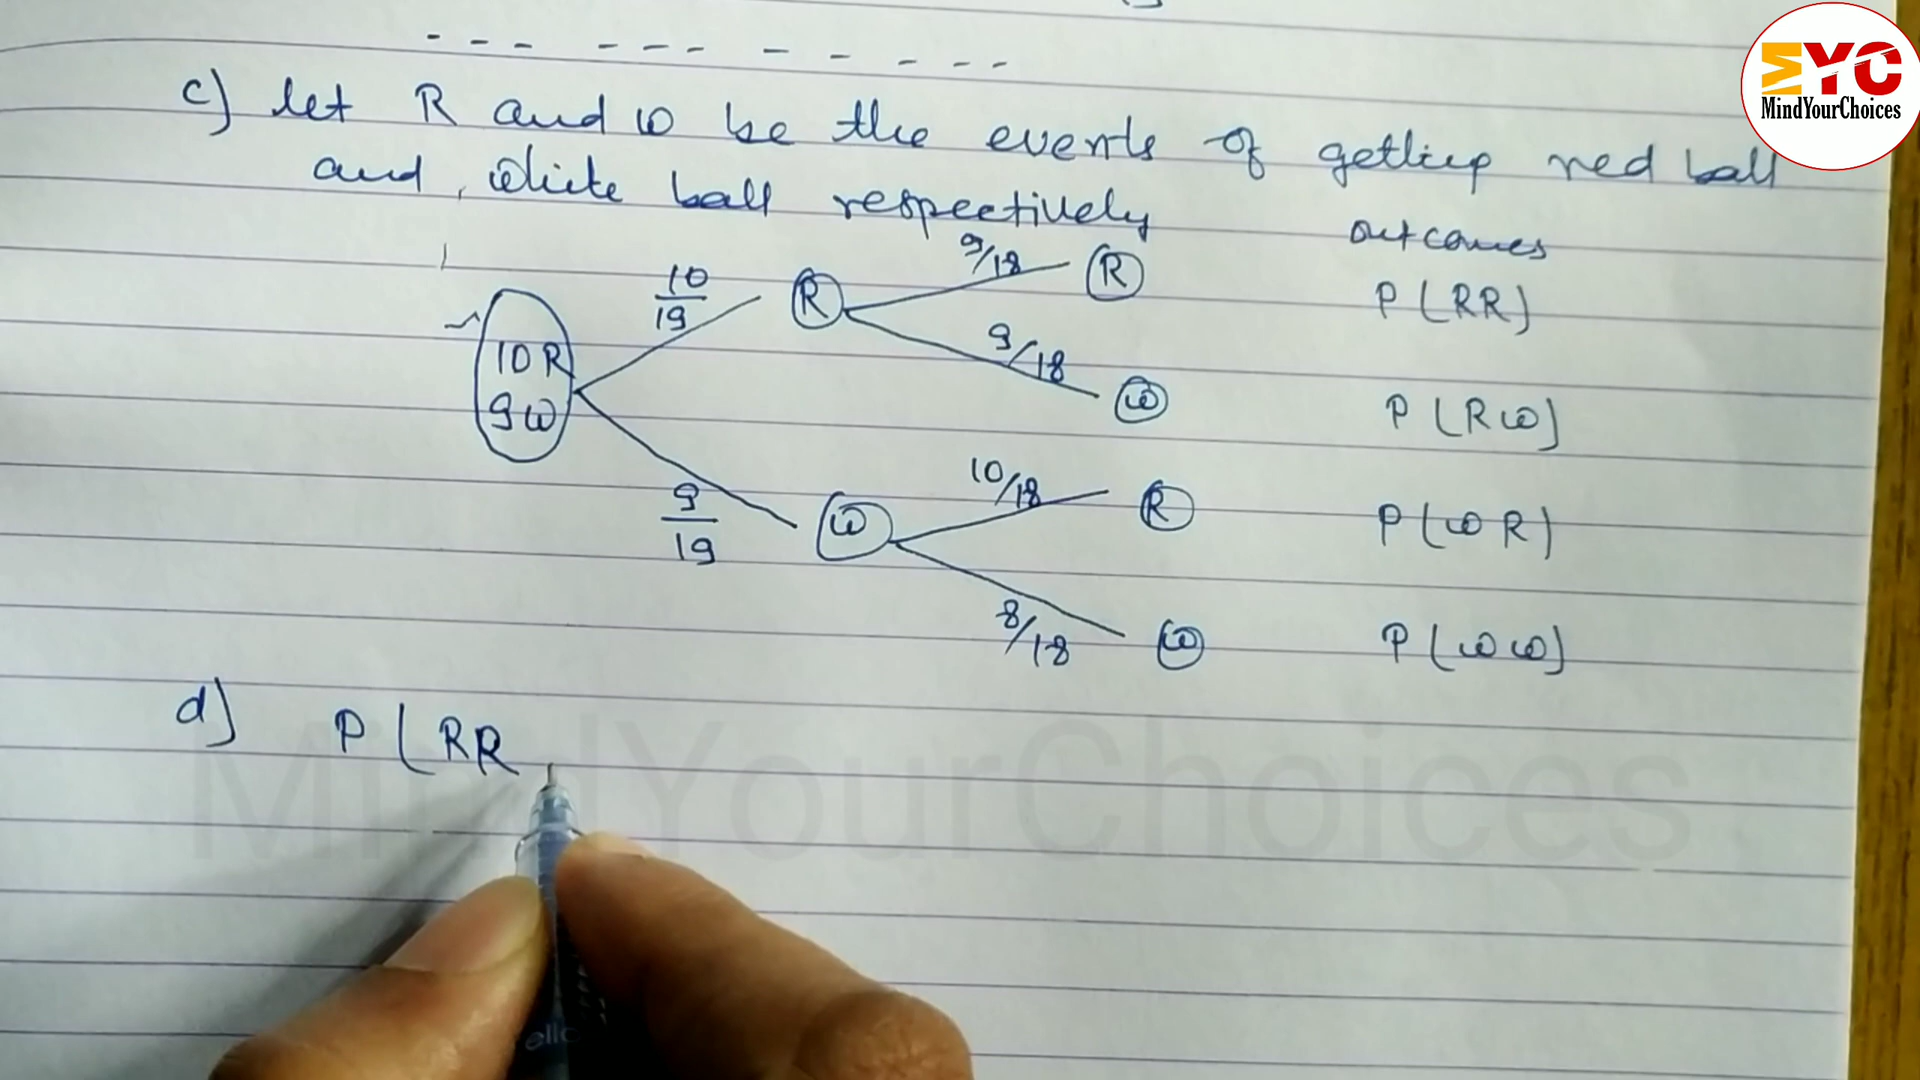 MYC
MindYourChoices
c) let R and W be the events of getting red ball
and, white ball respectively
outcomes
10/19 R 9/18 R P(RR)
10R
9W
9/18 W P(RW)
9/19 W 10/18 R P(WR)
8/18 W P(WW)
d) P(RR
MindYourChoices